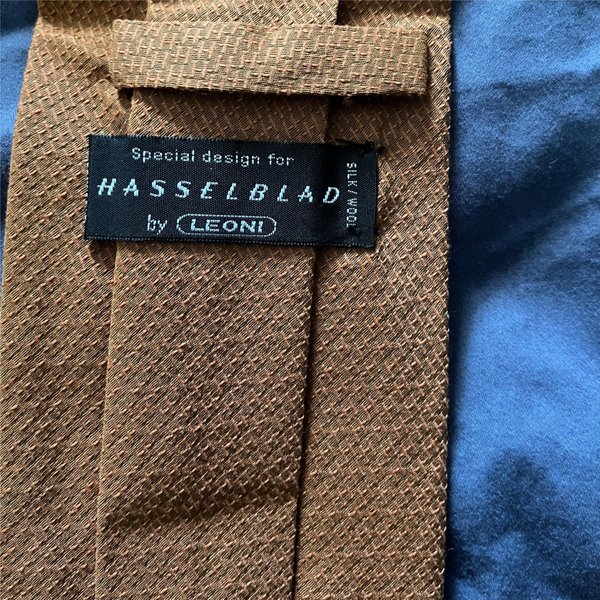 Special design for
HASSELBLAD
by LEONI
SILK/WOOL